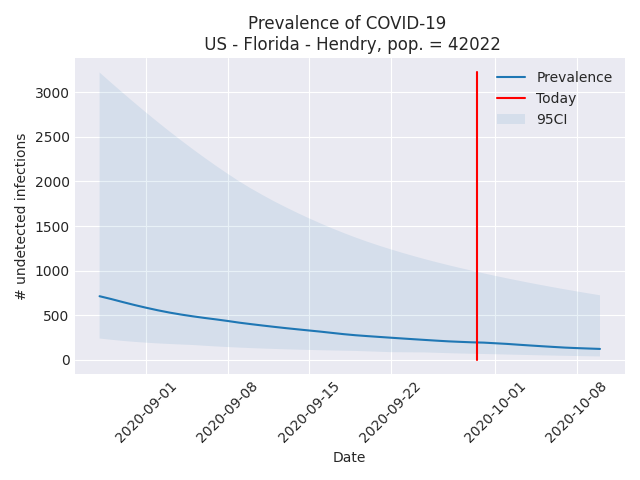 Prevalence of COVID-19
US - Florida - Hendry, pop. = 42022
Prevalence
Today
95CI
# undetected infections
3000
2500
2000
1500
1000
500
0
2020-09-01
2020-09-08
2020-09-15
2020-09-22
2020-10-01
2020-10-08
Date